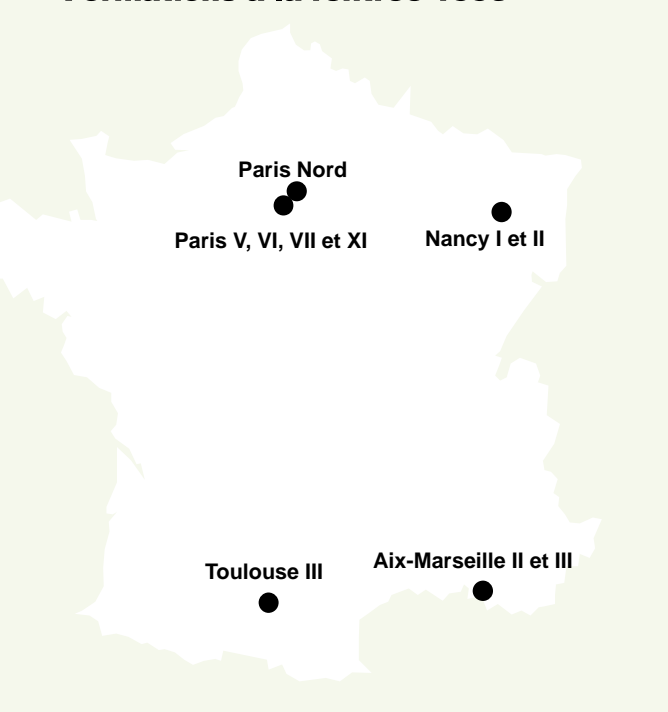 Paris Nord
Paris V, VI, VII et XI
Nancy I et II
Toulouse III
Aix-Marseille II et III